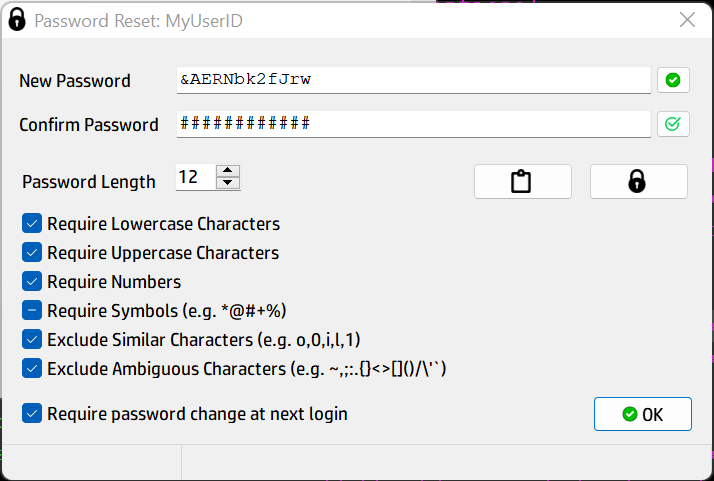 Password Reset: MyUserID
New Password &AERNbk2fJrw
Confirm Password ############
Password Length 12
Require Lowercase Characters
Require Uppercase Characters
Require Numbers
Require Symbols (e.g. *@#+%)
Exclude Similar Characters (e.g. o,0,i,l,1)
Exclude Ambiguous Characters (e.g. ~,;:.{}<>[]()/\'`)
Require password change at next login
OK